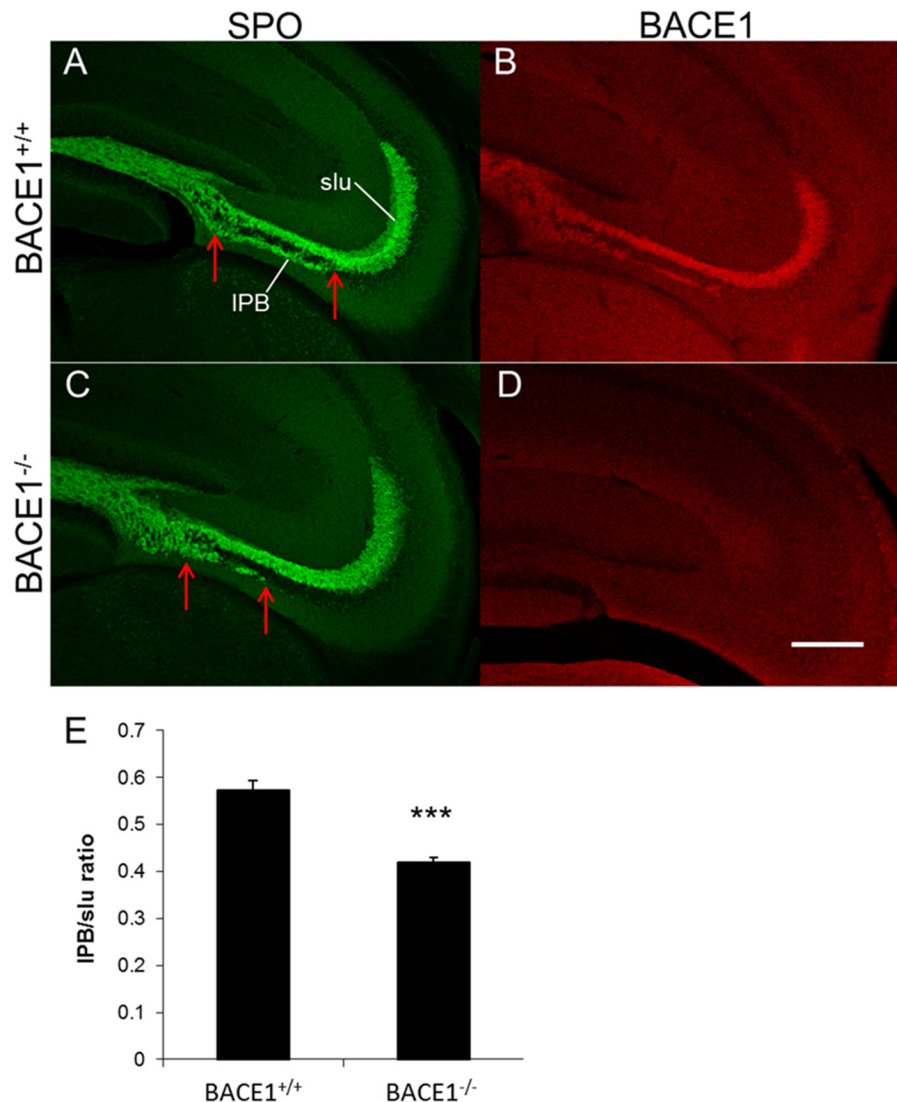 SPO BACE1
BACE1+/+
A
B
slu
IPB
BACE1-/-
C
D
E
IPB/slu ratio
0.7
0.6
0.5
0.4
0.3
0.2
0.1
0
***
BACE1+/+ BACE1-/-